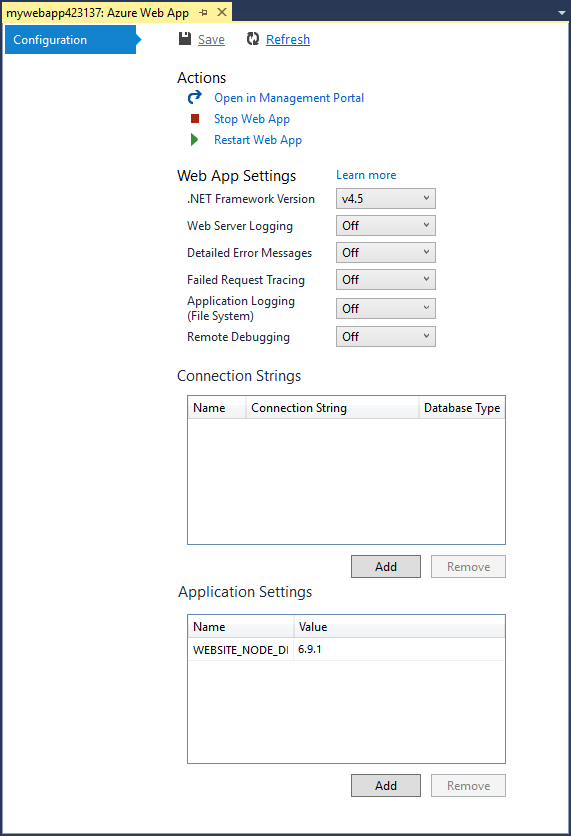 mywebapp423137: Azure Web App
Configuration
Save Refresh
Actions
Open in Management Portal
Stop Web App
Restart Web App
Web App Settings Learn more
.NET Framework Version v4.5
Web Server Logging Off
Detailed Error Messages Off
Failed Request Tracing Off
Application Logging
(File System) Off
Remote Debugging Off
Connection Strings
Name Connection String Database Type
Add Remove
Application Settings
Name Value
WEBSITE_NODE_DI 6.9.1
Add Remove